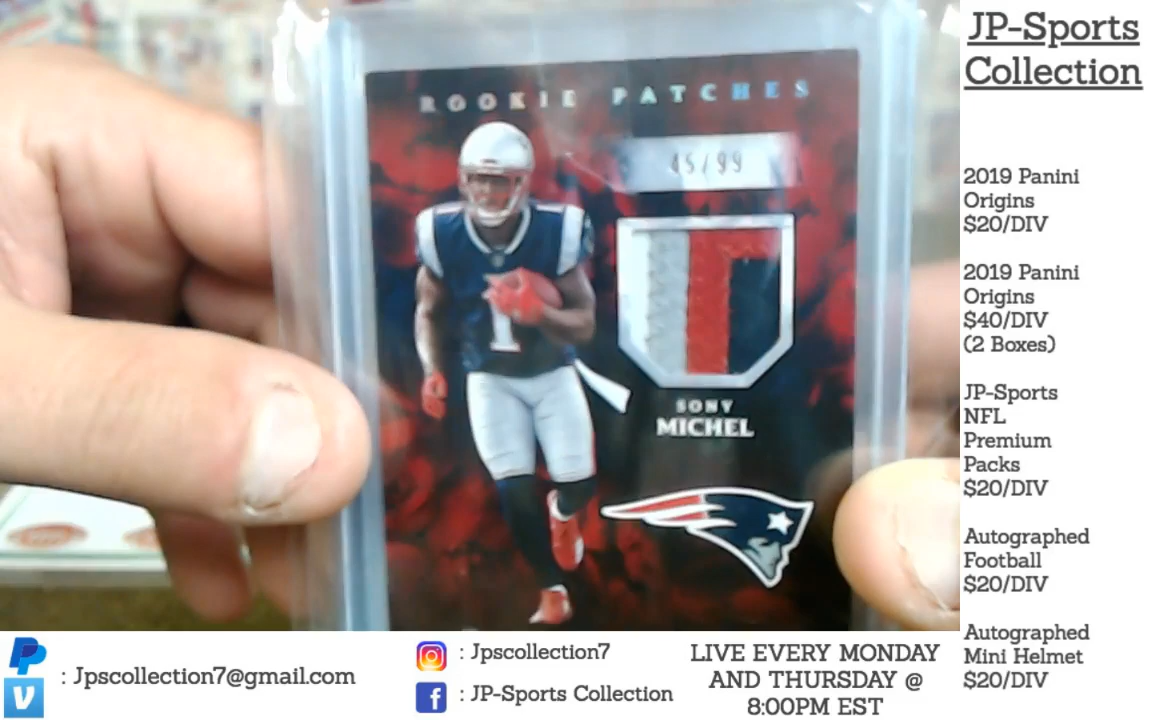 ROOKIE PATCHES
45/99
1
SONY
MICHEL
JP-Sports
Collection
2019 Panini
Origins
$20/DIV
2019 Panini
Origins
$40/DIV
(2 Boxes)
JP-Sports
NFL
Premium
Packs
$20/DIV
Autographed
Football
$20/DIV
Autographed
Mini Helmet
$20/DIV
: Jpscollection7@gmail.com
: Jpscollection7
: JP-Sports Collection
LIVE EVERY MONDAY
AND THURSDAY @
8:00PM EST